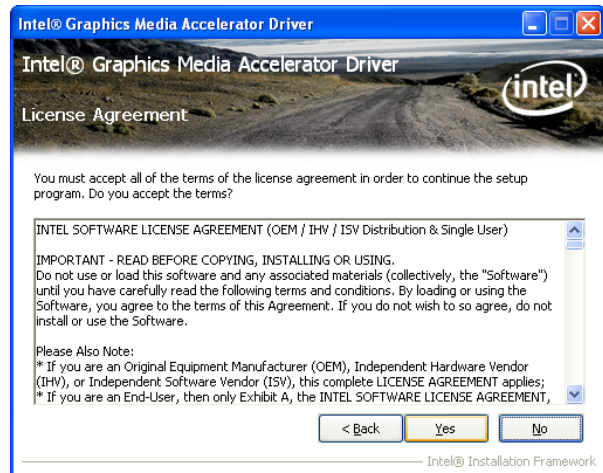 Intel® Graphics Media Accelerator Driver
Intel® Graphics Media Accelerator Driver
intel
License Agreement
You must accept all of the terms of the license agreement in order to continue the setup
program. Do you accept the terms?
INTEL SOFTWARE LICENSE AGREEMENT (OEM / IHV / ISV Distribution & Single User)
IMPORTANT - READ BEFORE COPYING, INSTALLING OR USING.
Do not use or load this software and any associated materials (collectively, the "Software")
until you have carefully read the following terms and conditions. By loading or using the
Software, you agree to the terms of this Agreement. If you do not wish to so agree, do not
install or use the Software.
Please Also Note:
* If you are an Original Equipment Manufacturer (OEM), Independent Hardware Vendor
(IHV), or Independent Software Vendor (ISV), this complete LICENSE AGREEMENT applies;
* If you are an End-User, then only Exhibit A, the INTEL SOFTWARE LICENSE AGREEMENT,
< Back Yes No
Intel® Installation Framework